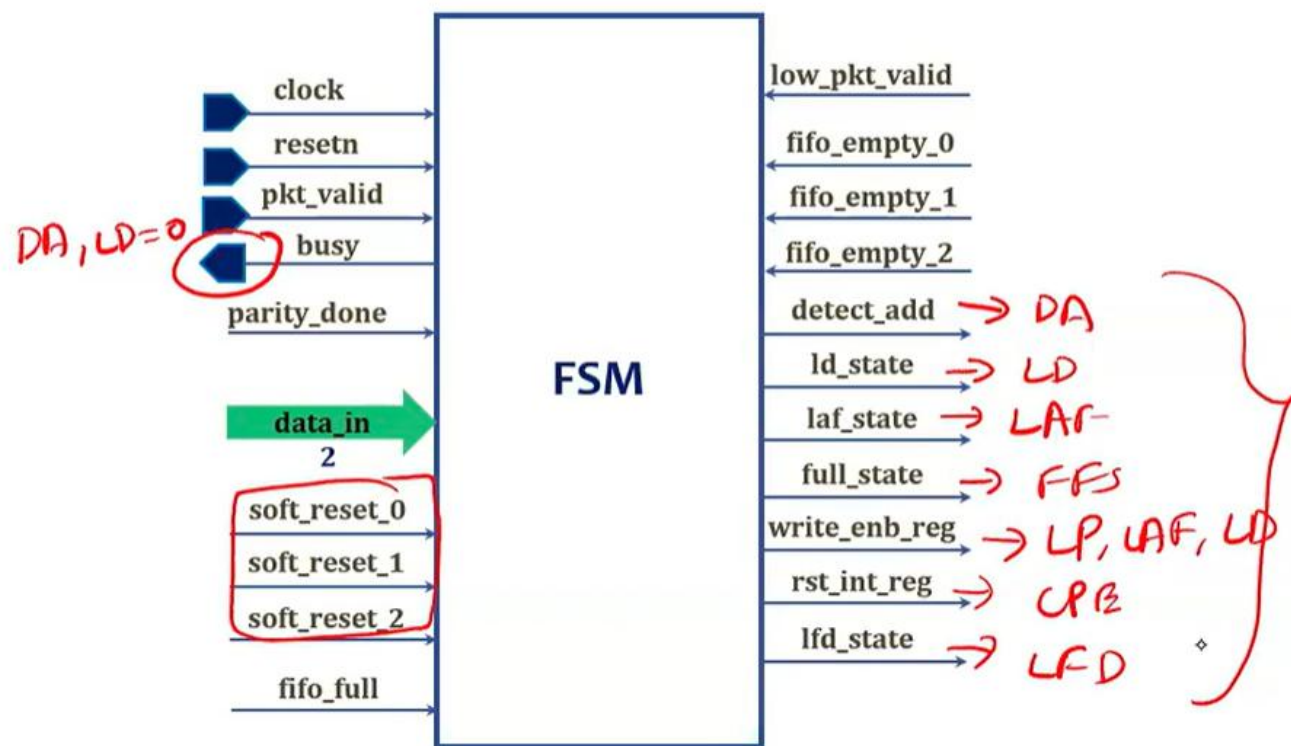 clock
resetn
pkt_valid
DA, LD=0
busy
parity_done
data_in
2
soft_reset_0
soft_reset_1
soft_reset_2
fifo_full
FSM
low_pkt_valid
fifo_empty_0
fifo_empty_1
fifo_empty_2
detect_add → DA
ld_state → LD
laf_state → LAF
full_state → FFS
write_enb_reg → LP, LAF, LD
rst_int_reg → CPE
lfd_state → LFD